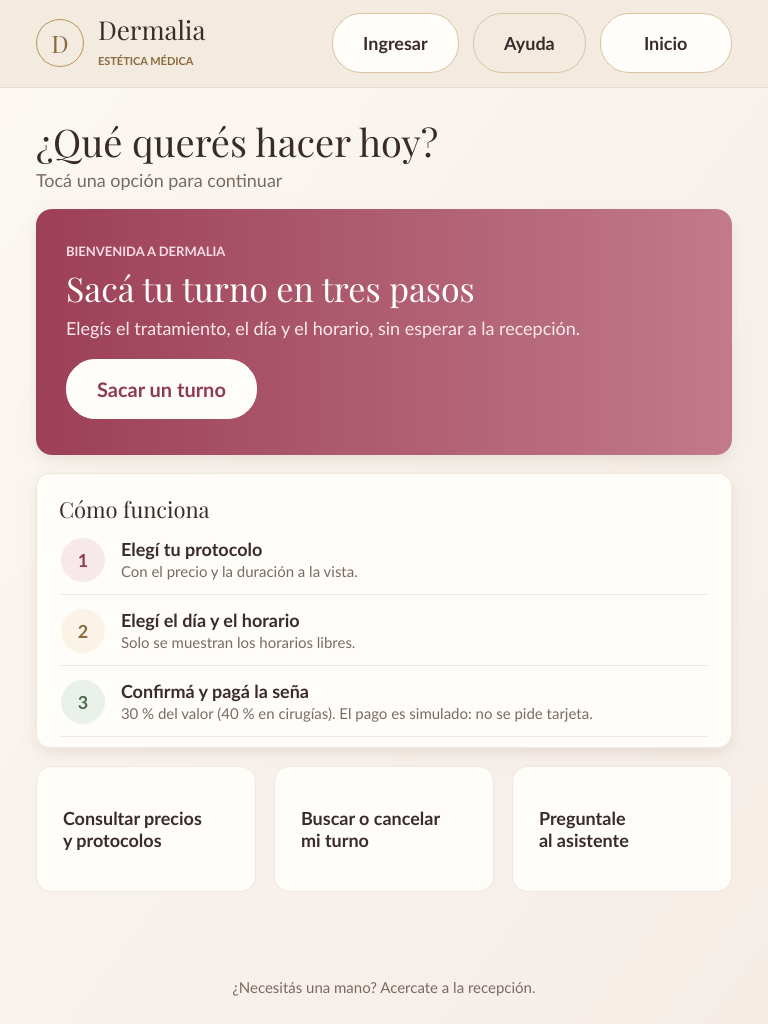 D
Dermalia
ESTÉTICA MÉDICA
Ingresar
Ayuda
Inicio
¿Qué querés hacer hoy?
Tocá una opción para continuar
BIENVENIDA A DERMALIA
Sacá tu turno en tres pasos
Elegís el tratamiento, el día y el horario, sin esperar a la recepción.
Sacar un turno
Cómo funciona
1
Elegí tu protocolo
Con el precio y la duración a la vista.
2
Elegí el día y el horario
Solo se muestran los horarios libres.
3
Confirmá y pagá la seña
30 % del valor (40 % en cirugías). El pago es simulado: no se pide tarjeta.
Consultar precios
y protocolos
Buscar o cancelar
mi turno
Preguntale
al asistente
¿Necesitás una mano? Acercate a la recepción.